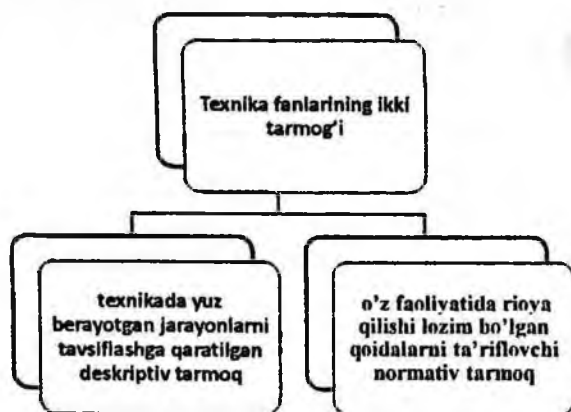 Texnika fanlarining ikki
tarmog‘i
texnikada yuz
berayotgan jarayonlarni
tavsiflashga qaratilgan
deskriptiv tarmoq
o’z faoliyatida rioya
qilishi lozim bo’lgan
qoidalarni ta’riflovchi
normativ tarmoq